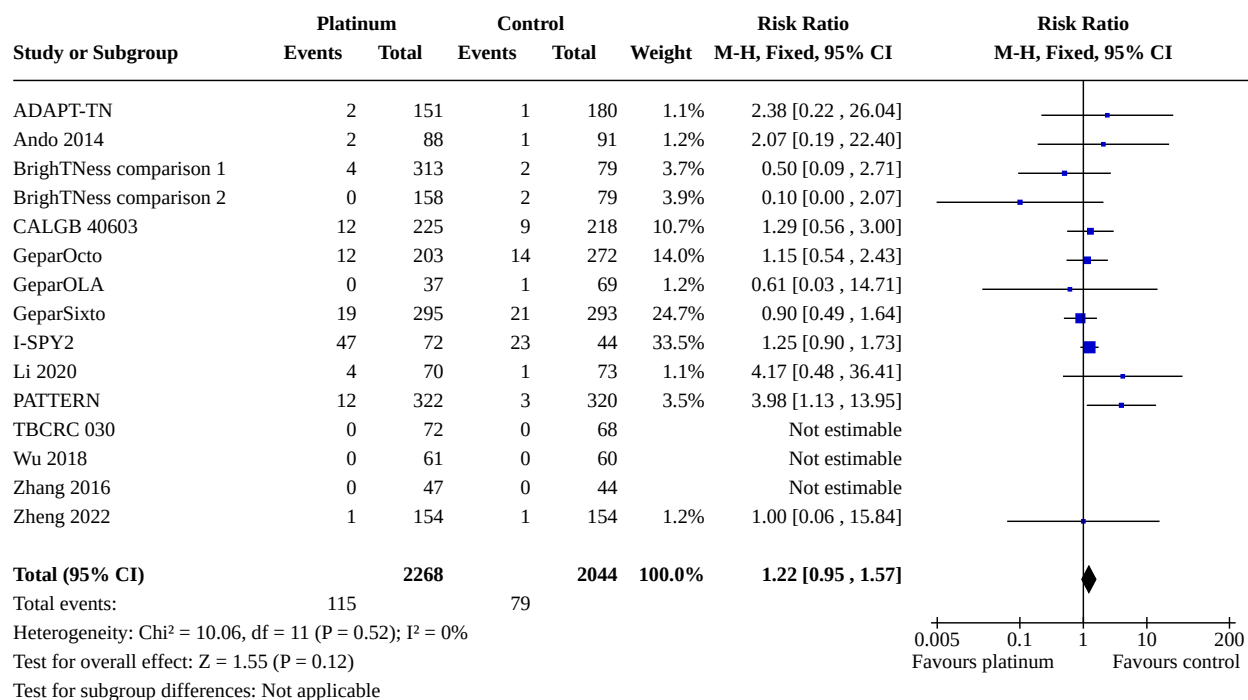 Platinum Control Risk Ratio Risk Ratio
Study or Subgroup Events Total Events Total Weight M-H, Fixed, 95% CI M-H, Fixed, 95% CI
ADAPT-TN 2 151 1 180 1.1% 2.38 [0.22 , 26.04]
Ando 2014 2 88 1 91 1.2% 2.07 [0.19 , 22.40]
BrighTNess comparison 1 4 313 2 79 3.7% 0.50 [0.09 , 2.71]
BrighTNess comparison 2 0 158 2 79 3.9% 0.10 [0.00 , 2.07]
CALGB 40603 12 225 9 218 10.7% 1.29 [0.56 , 3.00]
GeparOcto 12 203 14 272 14.0% 1.15 [0.54 , 2.43]
GeparOLA 0 37 1 69 1.2% 0.61 [0.03 , 14.71]
GeparSixto 19 295 21 293 24.7% 0.90 [0.49 , 1.64]
I-SPY2 47 72 23 44 33.5% 1.25 [0.90 , 1.73]
Li 2020 4 70 1 73 1.1% 4.17 [0.48 , 36.41]
PATTERN 12 322 3 320 3.5% 3.98 [1.13 , 13.95]
TBCRC 030 0 72 0 68 Not estimable
Wu 2018 0 61 0 60 Not estimable
Zhang 2016 0 47 0 44 Not estimable
Zheng 2022 1 154 1 154 1.2% 1.00 [0.06 , 15.84]
Total (95% CI) 2268 2044 100.0% 1.22 [0.95 , 1.57]
Total events: 115 79
Heterogeneity: Chi² = 10.06, df = 11 (P = 0.52); I² = 0%
Test for overall effect: Z = 1.55 (P = 0.12)
Test for subgroup differences: Not applicable
0.005 0.1 1 10 200
Favours platinum Favours control